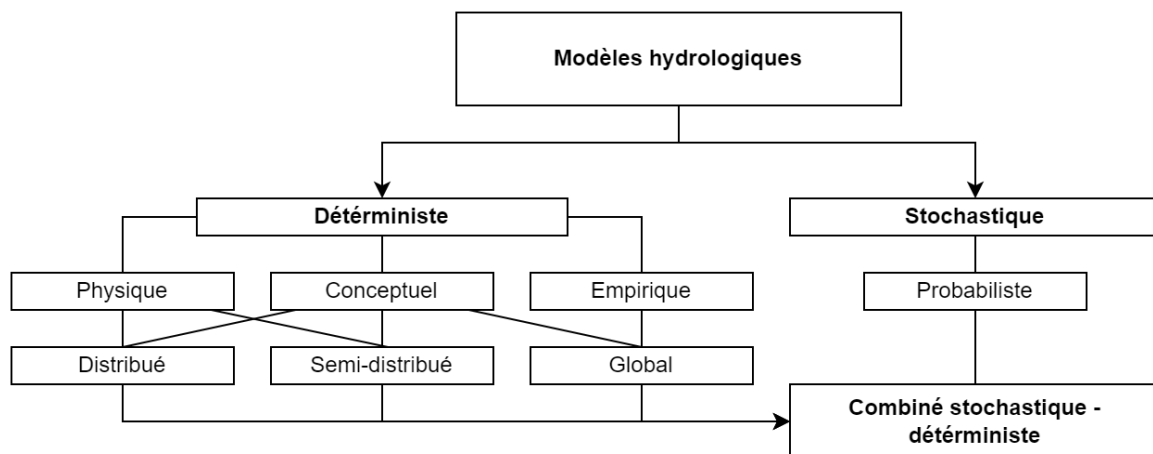 Modèles hydrologiques
Détérministe
Stochastique
Physique
Conceptuel
Empirique
Probabiliste
Distribué
Semi-distribué
Global
Combiné stochastique -
détérministe